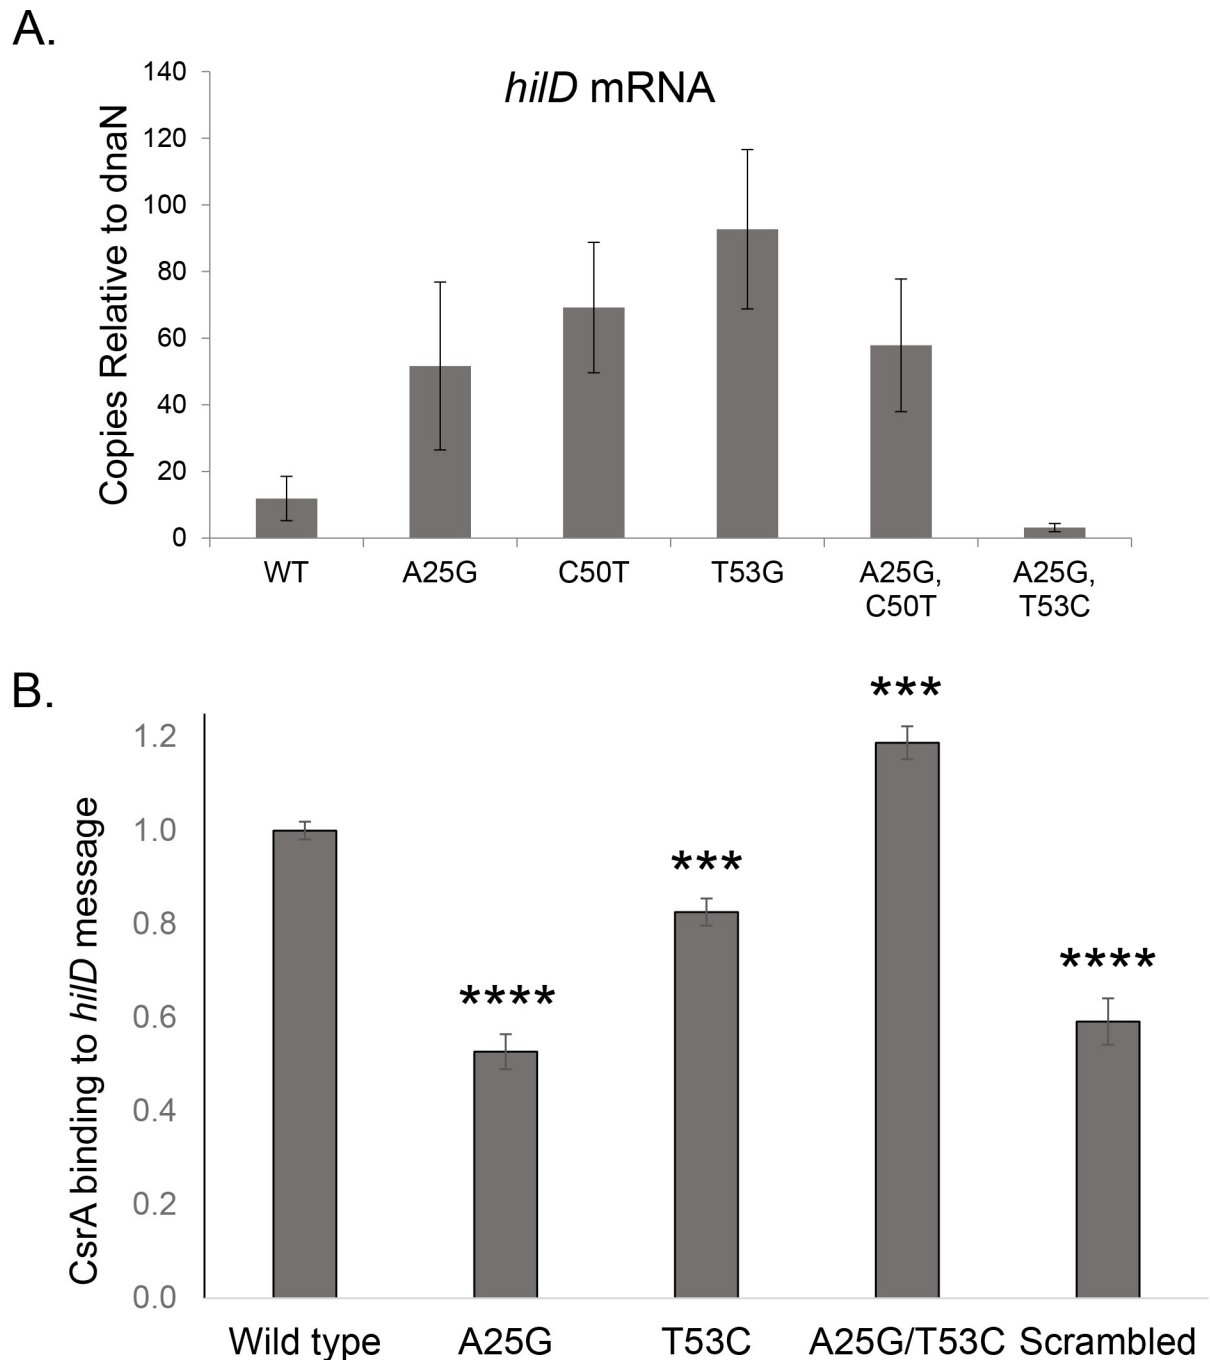 A.
hilD mRNA
Copies Relative to dnaN
140
120
100
80
60
40
20
0
WT
A25G
C50T
T53G
A25G,
C50T
A25G,
T53C
B.
CsrA binding to hilD message
1.2
1.0
0.8
0.6
0.4
0.2
0.0
****
***
***
****
Wild type
A25G
T53C
A25G/T53C
Scrambled